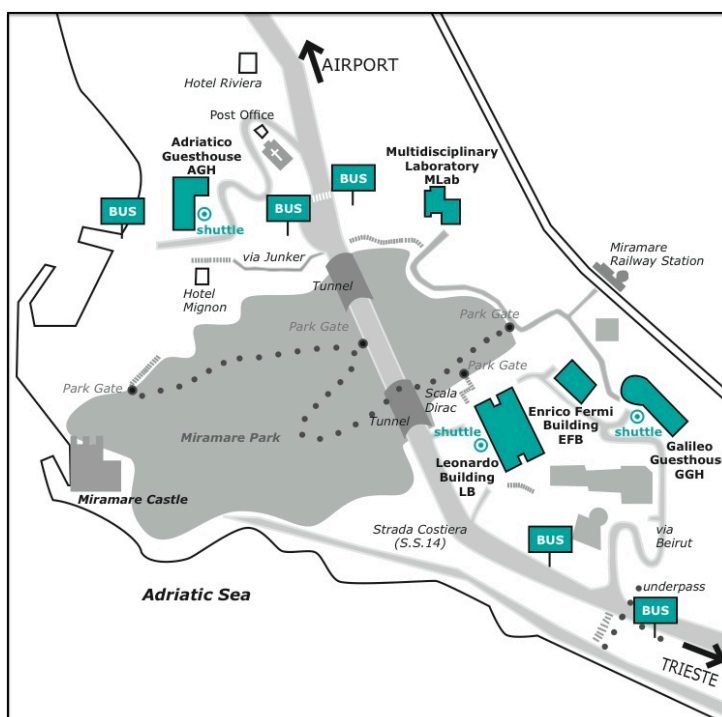 AIRPORT
Hotel Riviera
Post Office
Adriatico
Guesthouse
AGH
Multidisciplinary
Laboratory
MLab
BUS
BUS
BUS
shuttle
via Junker
Miramare
Railway Station
Hotel
Mignon
Tunnel
Park Gate
Park Gate
Park Gate
Park Gate
Scala
Dirac
Tunnel
Miramare Park
shuttle
Enrico Fermi
Building
EFB
shuttle
Leonardo
Building
LB
Galileo
Guesthouse
GGH
Miramare Castle
Strada Costiera
(S.S.14)
via
Beirut
BUS
Adriatic Sea
underpass
BUS
TRIESTE